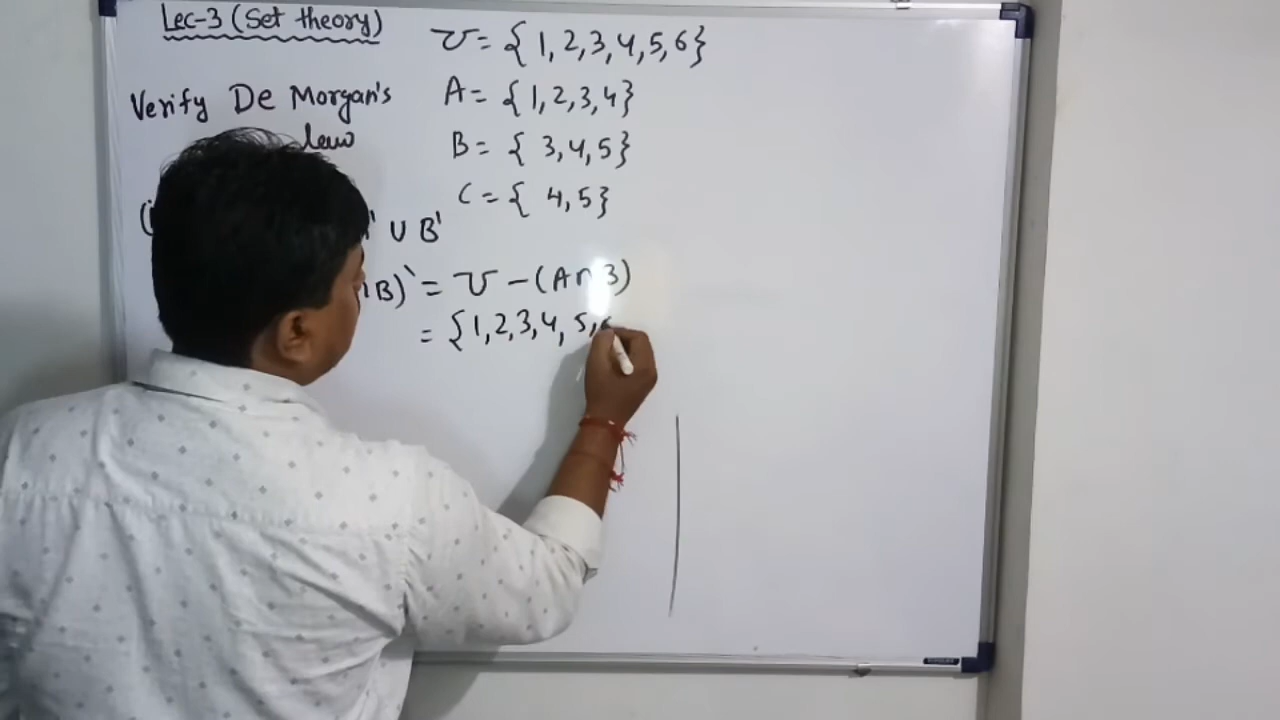 Lec-3 (Set theory)
U = { 1, 2, 3, 4, 5, 6}
Verify De Morgan's
law
A = { 1, 2, 3, 4}
B = { 3, 4, 5}
C = { 4, 5}
' ∪ B'
B)' = U - (A ∩ B)
= { 1, 2, 3, 4, 5, 6